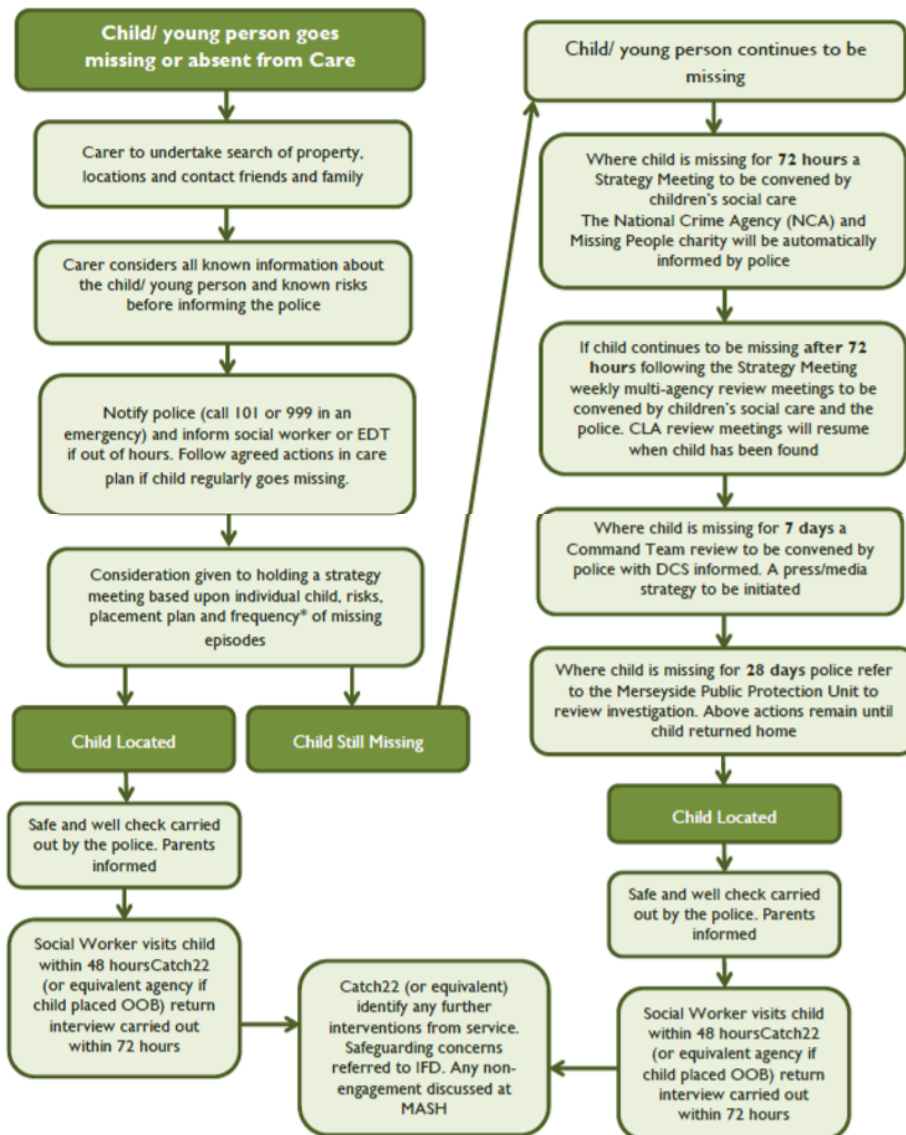 Child/ young person goes
missing or absent from Care
Carer to undertake search of property,
locations and contact friends and family
Carer considers all known information about
the child/ young person and known risks
before informing the police
Notify police (call 101 or 999 in an
emergency) and inform social worker or EDT
if out of hours. Follow agreed actions in care
plan if child regularly goes missing.
Consideration given to holding a strategy
meeting based upon individual child, risks,
placement plan and frequency* of missing
episodes
Child Located
Child Still Missing
Safe and well check carried
out by the police. Parents
informed
Social Worker visits child
within 48 hoursCatch22
(or equivalent agency if
child placed OOB) return
interview carried out
within 72 hours
Child/ young person continues to be
missing
Where child is missing for 72 hours a
Strategy Meeting to be convened by
children's social care
The National Crime Agency (NCA) and
Missing People charity will be automatically
informed by police
If child continues to be missing after 72
hours following the Strategy Meeting
weekly multi-agency review meetings to be
convened by children's social care and the
police. CLA review meetings will resume
when child has been found
Where child is missing for 7 days a
Command Team review to be convened by
police with DCS informed. A
press/media
strategy to be initiated
Where child is missing for 28 days police refer
to the Merseyside Public Protection Unit to
review investigation. Above actions remain until
child returned home
Child Located
Safe and well check carried
out by the police. Parents
informed
Social Worker visits child
within 48 hoursCatch22
(or equivalent agency if
child placed OOB) return
interview carried out
within 72 hours
Catch22 (or equivalent)
identify any further
interventions from service.
Safeguarding concerns
referred to IFD. Any non-
engagement discussed at
MASH